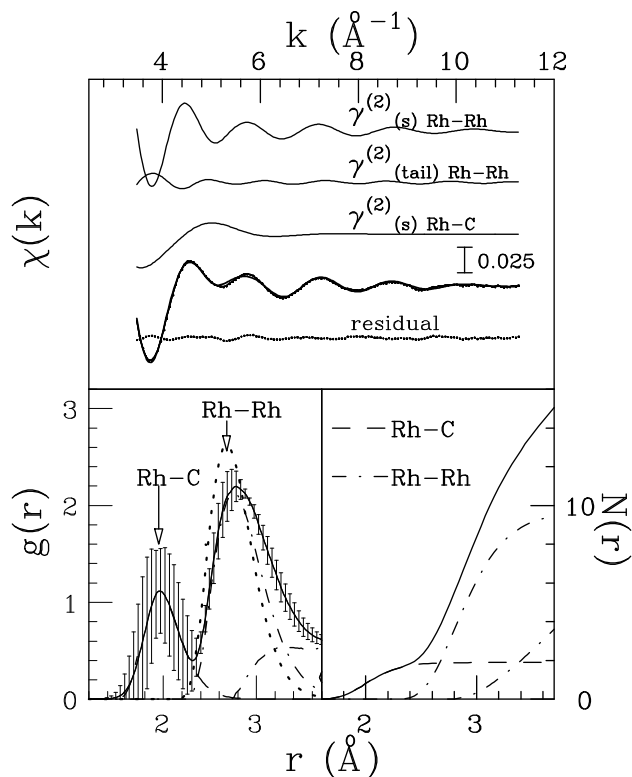 k (Å⁻¹)
4 6 8 10 12
γ⁽²⁾(s) Rh−Rh
γ⁽²⁾(tail) Rh−Rh
γ⁽²⁾(s) Rh−C
0.025
residual
χ(k)
Rh−Rh
Rh−C
3
2
1
0
g(r)
2 3
Rh−C
Rh−Rh
10
0
N(r)
2 3
r (Å)